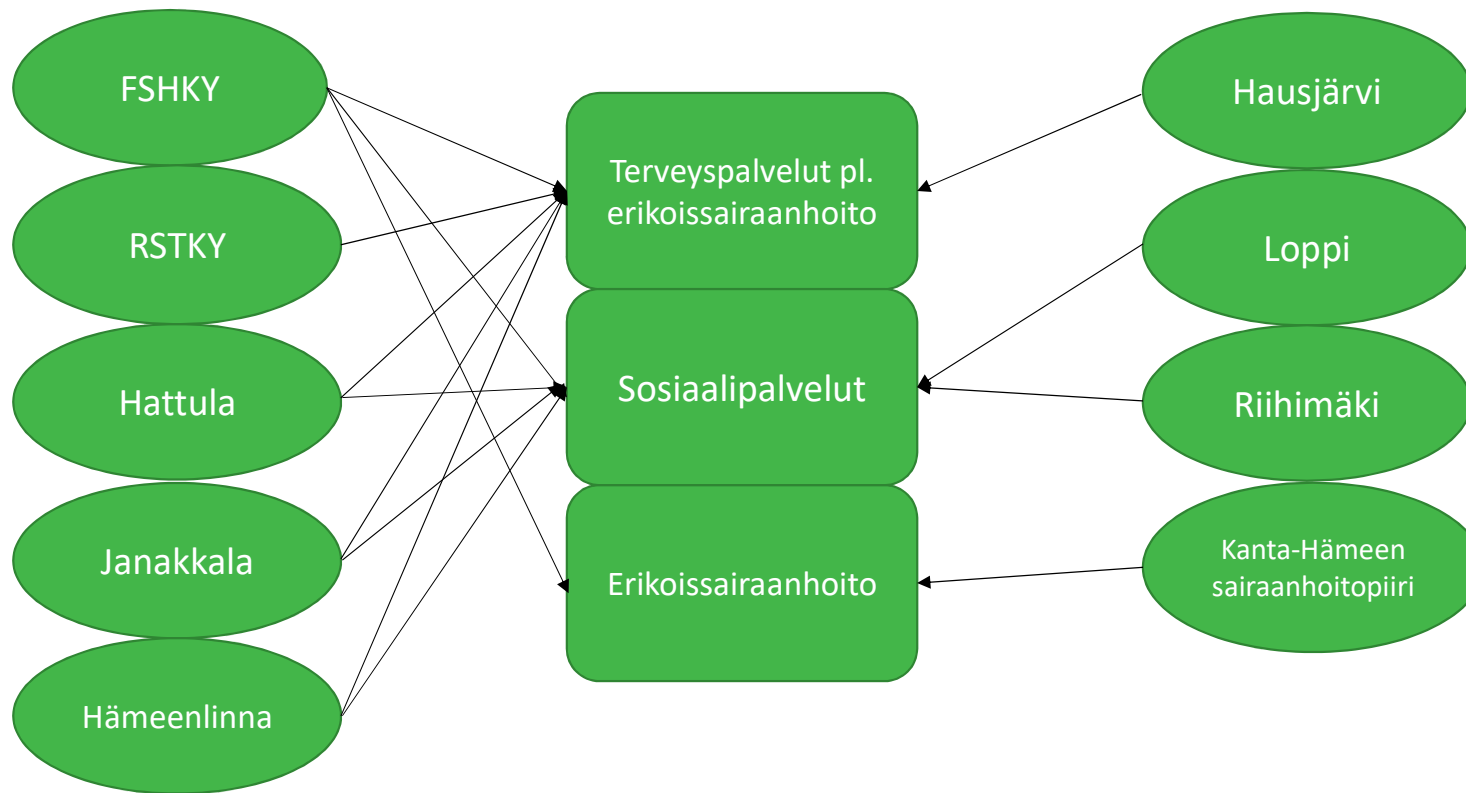 FSHKY
RSTKY
Hattula
Janakkala
Hämeenlinna
Terveyspalvelut pl.
erikoissairaanhoito
Sosiaalipalvelut
Erikoissairaanhoito
Hausjärvi
Loppi
Riihimäki
Kanta-Hämeen
sairaanhoitopiiri